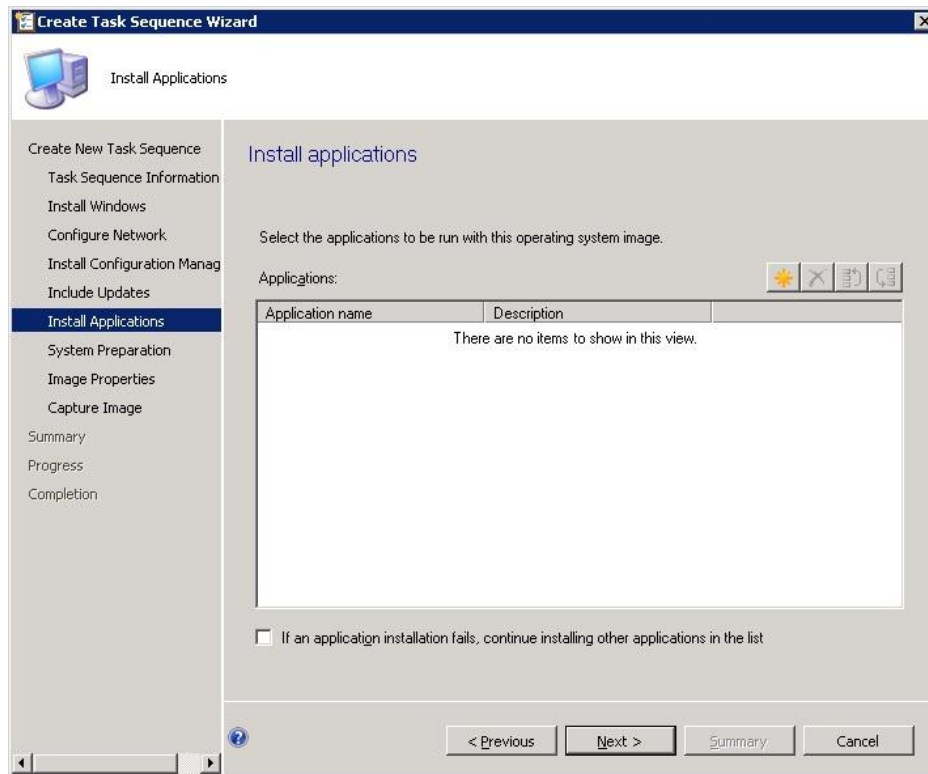 Create Task Sequence Wizard
Install Applications
Create New Task Sequence
Task Sequence Information
Install Windows
Configure Network
Install Configuration Manag
Include Updates
Install Applications
System Preparation
Image Properties
Capture Image
Summary
Progress
Completion
Install applications
Select the applications to be run with this operating system image.
Applications:
Application name Description
There are no items to show in this view.
If an application installation fails, continue installing other applications in the list
< Previous Next > Summary Cancel